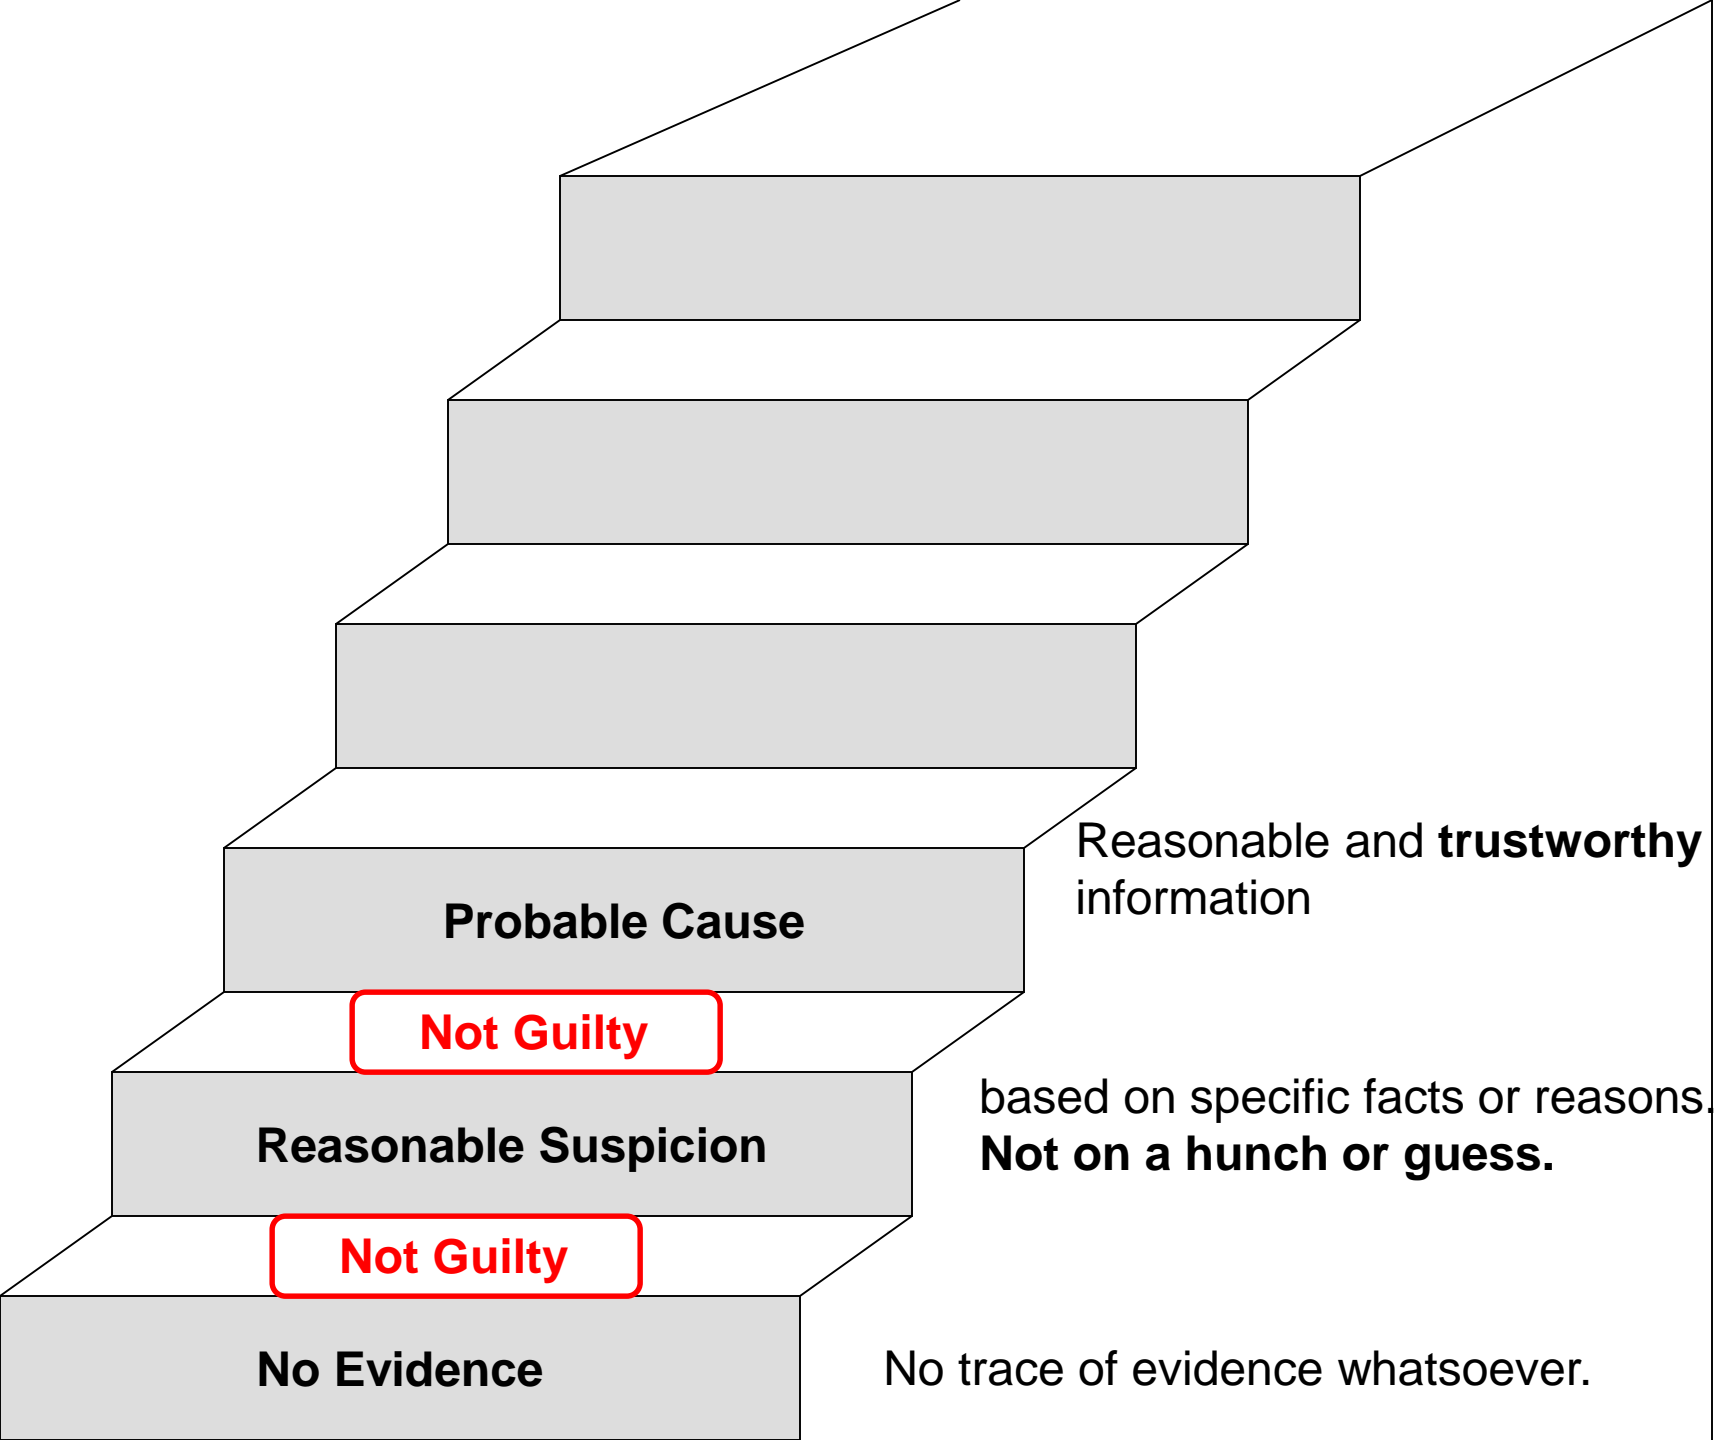 Reasonable and trustworthy
information
Probable Cause
Not Guilty
based on specific facts or reasons.
Not on a hunch or guess.
Reasonable Suspicion
Not Guilty
No Evidence
No trace of evidence whatsoever.